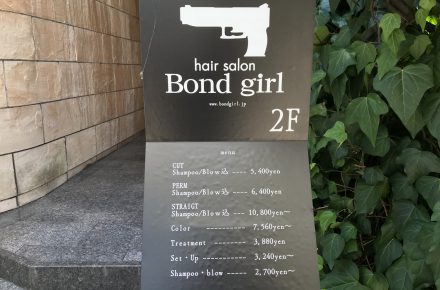 hair salon
Bond girl
www.bondgirl.jp
2F
menu
CUT
Shampoo/Blow込 ---- 5,400yen
PERM
Shampoo/Blow込 ---- 6,400yen
STRAIGT
Shampoo/Blow込 ---- 10,800yen〜
Color ------- 7,560yen〜
Treatment ------ 3,880yen〜
Set・Up ------- 3,240yen〜
Shampoo・blow ---- 2,700yen〜